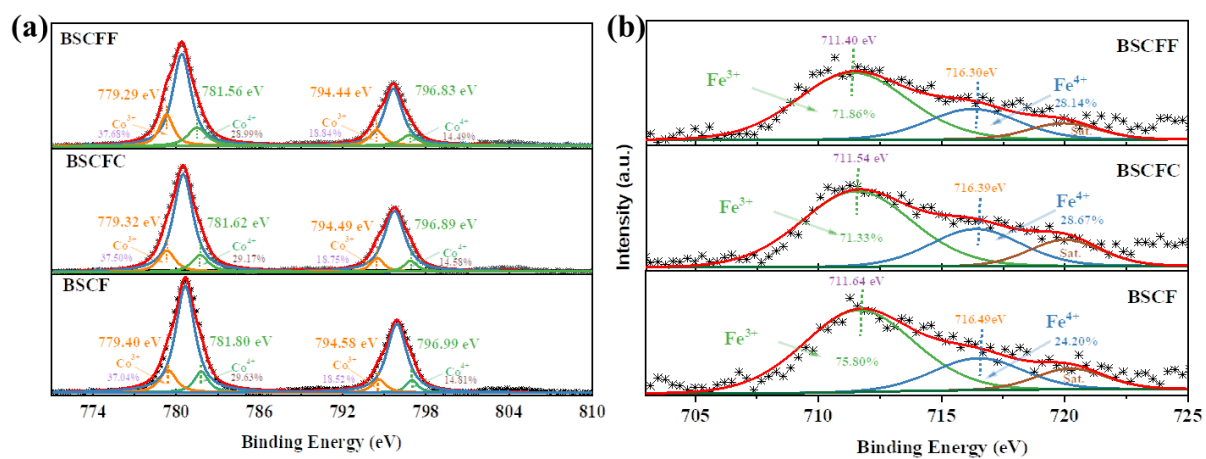 (a)
BSCFF
779.29 eV
781.56 eV
794.44 eV
796.83 eV
Co³⁺
37.68%
Co⁴⁺
28.99%
Co³⁺
18.84%
Co⁴⁺
14.49%
BSCFC
779.32 eV
781.62 eV
794.49 eV
796.89 eV
Co³⁺
37.50%
Co⁴⁺
29.17%
Co³⁺
18.75%
Co⁴⁺
14.58%
BSCF
779.40 eV
781.80 eV
794.58 eV
796.99 eV
Co³⁺
37.04%
Co⁴⁺
29.63%
Co³⁺
18.52%
Co⁴⁺
14.81%
774 780 786 792 798 804 810
Binding Energy (eV)
(b)
Intensity (a.u.)
711.40 eV
BSCFF
Fe³⁺
716.30eV
Fe⁴⁺
71.86%
28.14%
Sat.
711.54 eV
BSCFC
Fe³⁺
716.39eV
Fe⁴⁺
71.33%
28.67%
Sat.
711.64 eV
BSCF
Fe³⁺
716.49eV
Fe⁴⁺
75.80%
24.20%
Sat.
705 710 715 720 725
Binding Energy (eV)